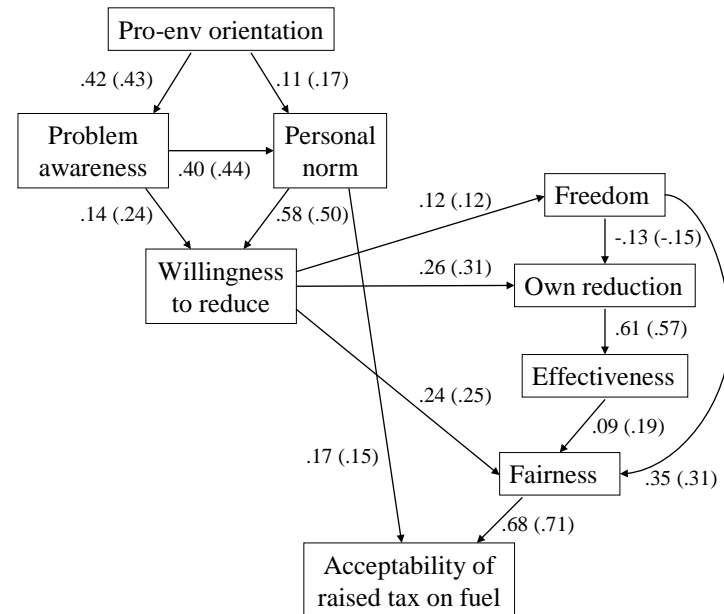 Pro-env orientation
.42 (.43)
.11 (.17)
Problem
awareness
Personal
norm
.40 (.44)
.14 (.24)
.58 (.50)
.12 (.12)
Freedom
-.13 (-.15)
Willingness
to reduce
.26 (.31)
Own reduction
.61 (.57)
Effectiveness
.24 (.25)
.09 (.19)
.17 (.15)
Fairness
.35 (.31)
.68 (.71)
Acceptability of
raised tax on fuel